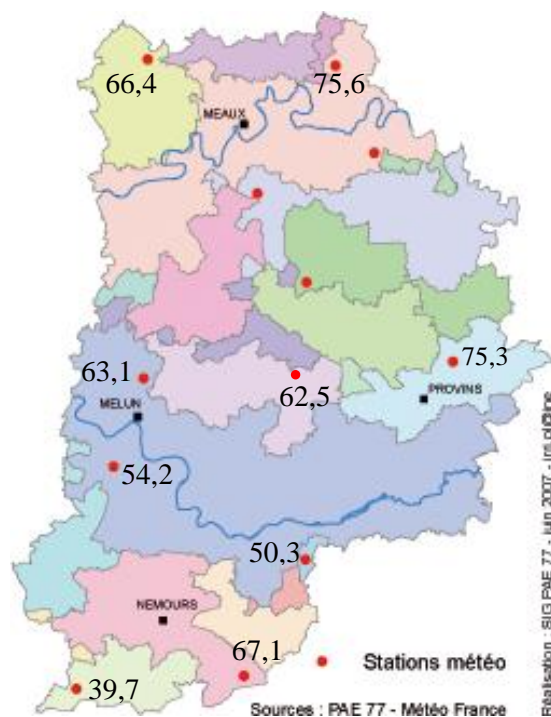 66,4
75,6
MEAUX
75,3
63,1
PROVINS
62,5
MELUN
54,2
50,3
NEMOURS
67,1
Stations météo
39,7
Sources : PAE 77 - Météo France
Réalisation : SIG PAE 77 - juin 2007 -